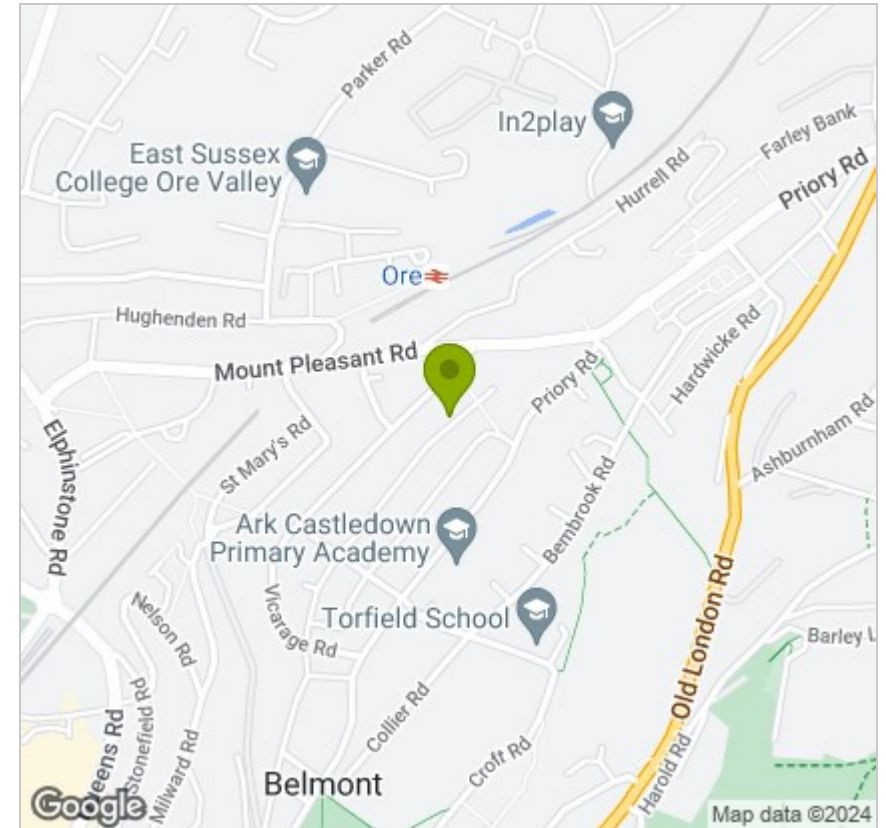 Parker Rd
In2play
Farley Bank
East Sussex
College Ore Valley
Hurrell Rd
Priory Rd
Ore
Hughenden Rd
Mount Pleasant Rd
Hardwicke Rd
Priory Rd
Elphinstone Rd
St Mary's Rd
Ashburnham Rd
Ark Castledown
Primary Academy
Bembrook Rd
Vicarage Rd
Nelson Rd
Torfield School
Old London Rd
Barley L
Stonefield Rd
Queens Rd
Milward Rd
Collier Rd
Croft Rd
Harold Rd
Belmont
Google
Map data ©2024